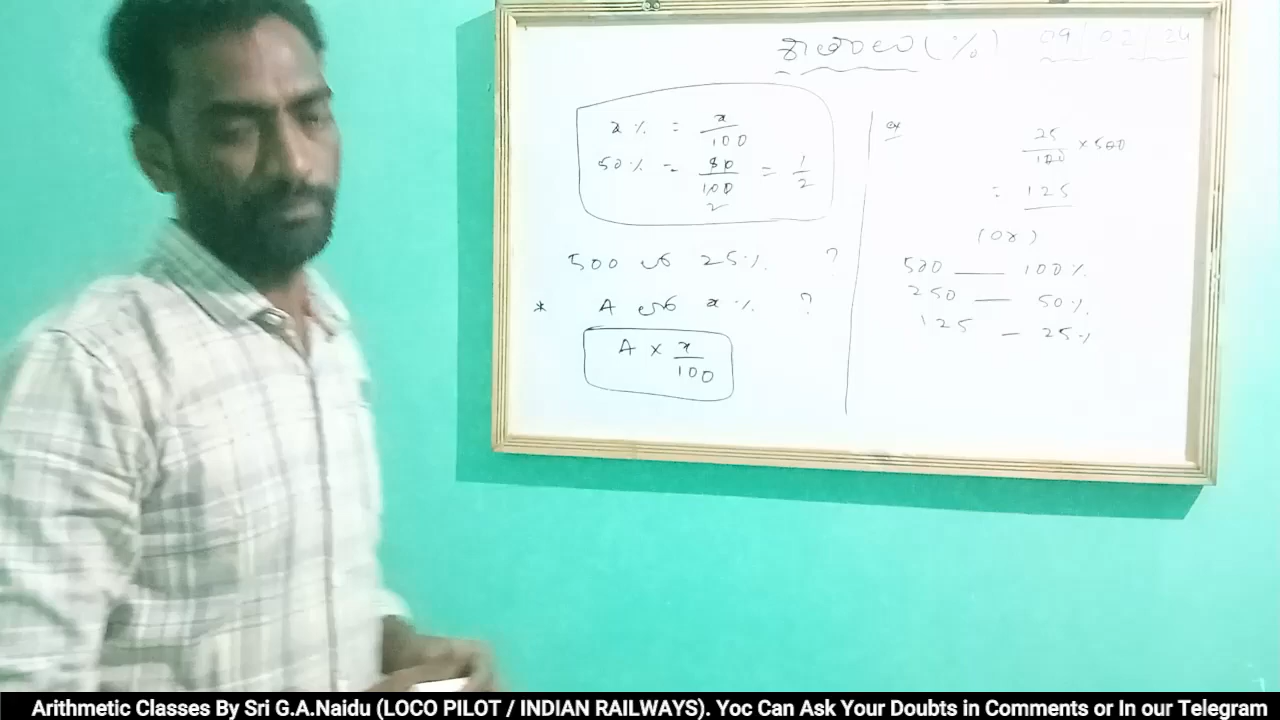 శాతాలు (%) 09/02/24
x% = x/100
50% = 50/100 = 1/2
2
500 లో 25% ?
* A లో x% ?
A × x/100
Ex
25/100 × 500
= 125
(Or)
500 — 100%
250 — 50%
125 — 25%
Arithmetic Classes By Sri G.A.Naidu (LOCO PILOT / INDIAN RAILWAYS). Yoc Can Ask Your Doubts in Comments or In our Telegram